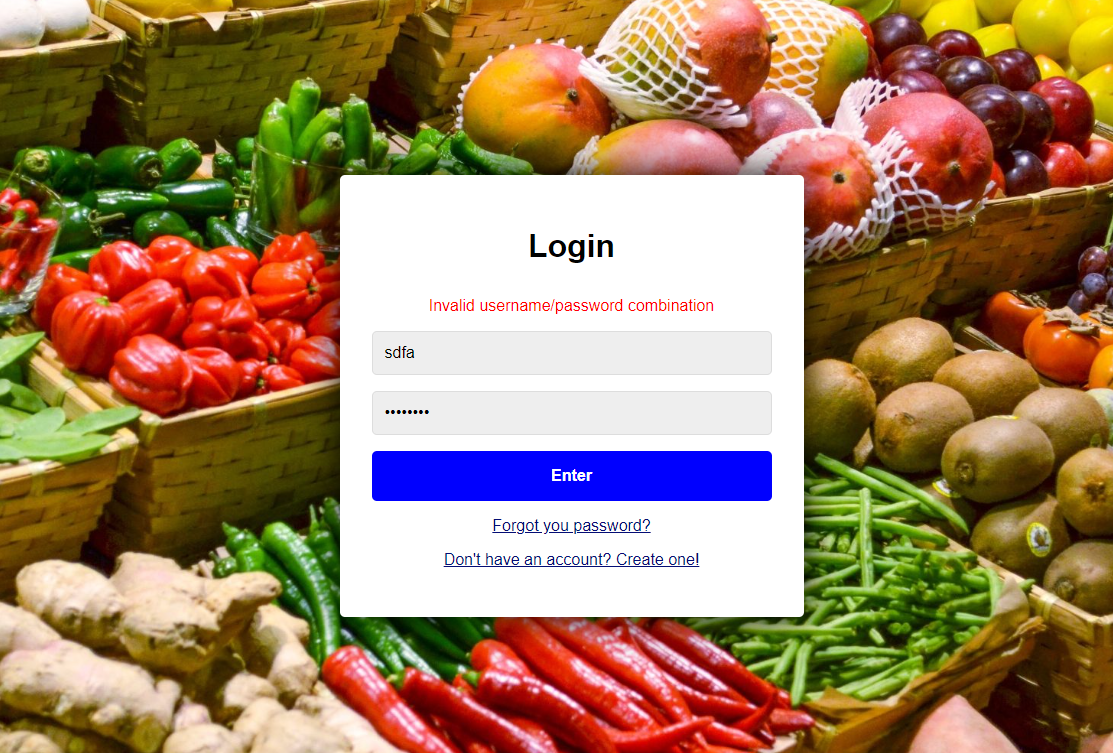 Login
Invalid username/password combination
sdfa
••••••••
Enter
Forgot you password?
Don't have an account? Create one!